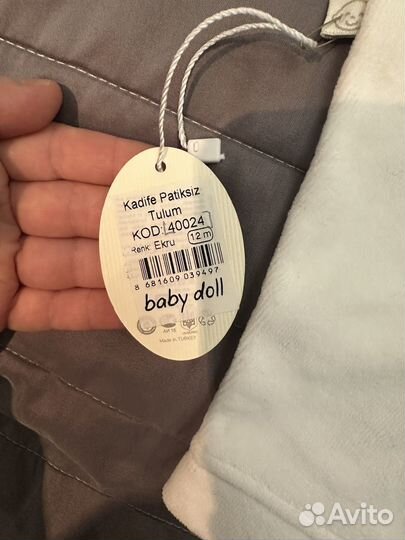 Kadife Patiksiz
Tulum
KOD: 40024
Renk: Ekru 12 m
8 681609 039497
baby doll
Made in TURKEY
Avito